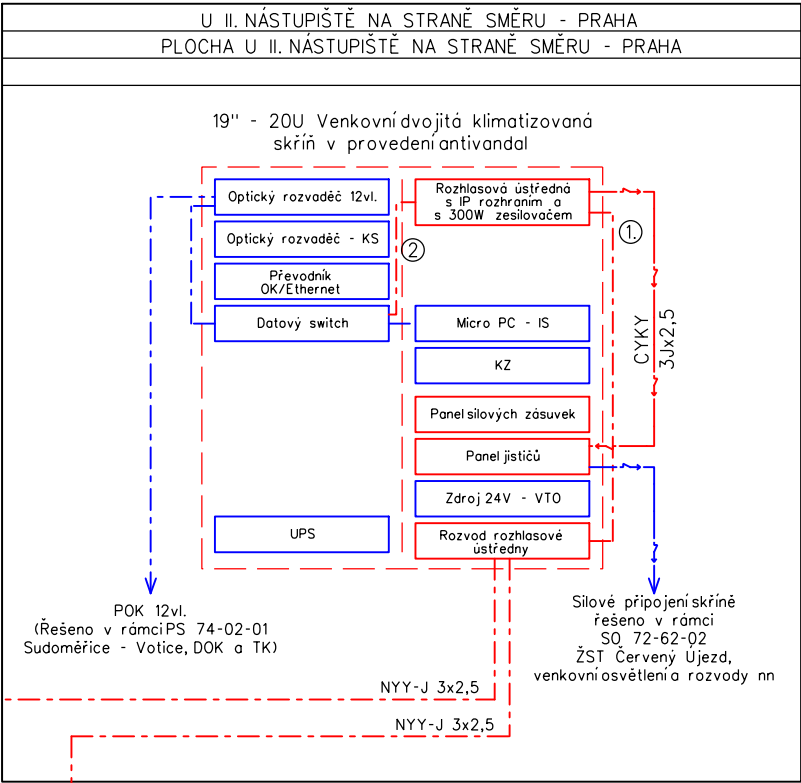 U II. NÁSTUPIŠTĚ NA STRANĚ SMĚRU - PRAHA
PLOCHA U II. NÁSTUPIŠTĚ NA STRANĚ SMĚRU - PRAHA
19'' - 20U Venkovní dvojitá klimatizovaná
skříň v provedení antivandal
Optický rozvaděč 12vl.
Optický rozvaděč - KS
Převodník
OK/Ethernet
Datový switch
UPS
2
Rozhlasová ústředná
s IP rozhraním a
s 300W zesilovačem
Micro PC - IS
KZ
Panel silových zásuvek
Panel jističů
Zdroj 24V - VTO
Rozvod rozhlasové
ústředny
1.
CYKY
3Jx2,5
POK 12vl.
(Řešeno v rámci PS 74-02-01
Sudoměřice - Votice, DOK a TK)
Silové připojení skříně
řešeno v rámci
SO 72-62-02
ŽST Červený Újezd,
venkovní osvětlení a rozvody nn
NYY-J 3x2,5
NYY-J 3x2,5